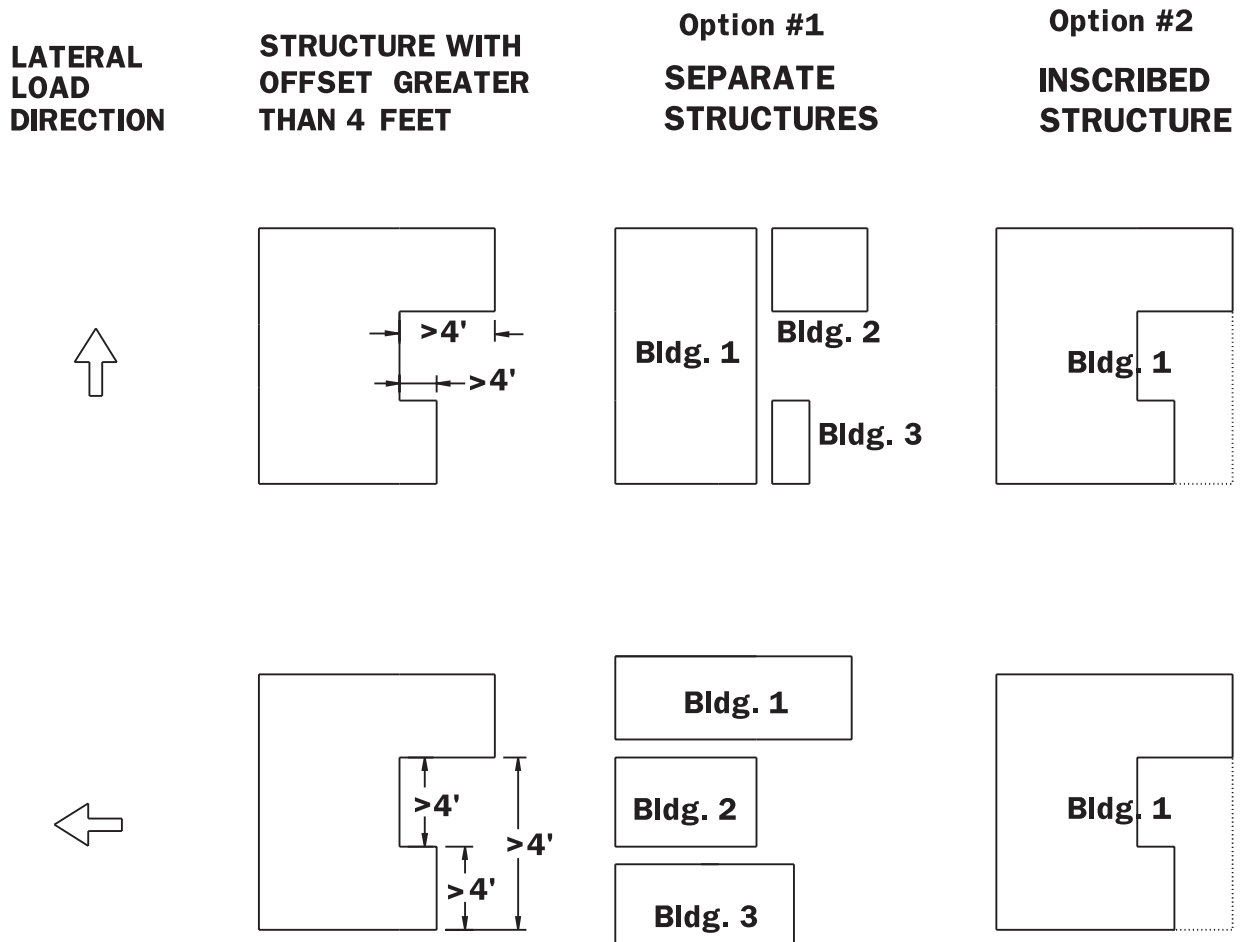 LATERAL
LOAD
DIRECTION
STRUCTURE WITH
OFFSET GREATER
THAN 4 FEET
Option #1
SEPARATE
STRUCTURES
Option #2
INSCRIBED
STRUCTURE
>4'
>4'
Bldg. 1
Bldg. 2
Bldg. 3
Bldg. 1
>4'
>4'
>4'
Bldg. 1
Bldg. 2
Bldg. 3
Bldg. 1